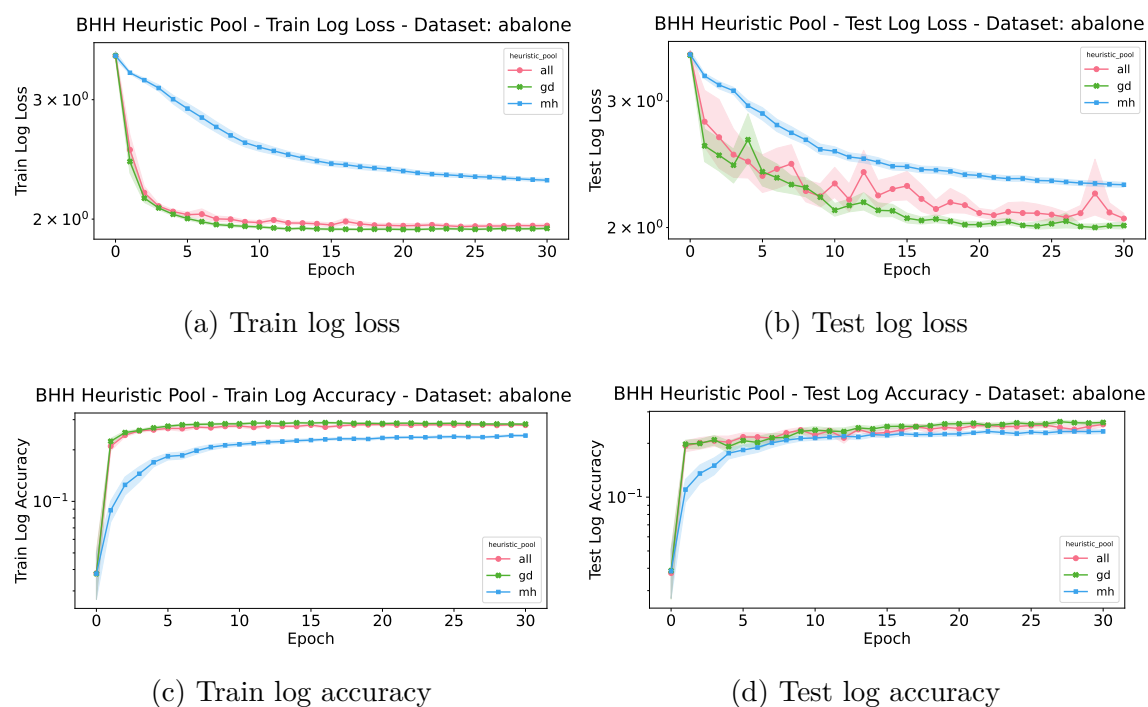 BHH Heuristic Pool - Train Log Loss - Dataset: abalone
Train Log Loss
3 × 10⁰
2 × 10⁰
heuristic_pool
all
gd
mh
0 5 10 15 20 25 30
Epoch
(a) Train log loss
BHH Heuristic Pool - Test Log Loss - Dataset: abalone
Test Log Loss
3 × 10⁰
2 × 10⁰
heuristic_pool
all
gd
mh
0 5 10 15 20 25 30
Epoch
(b) Test log loss
BHH Heuristic Pool - Train Log Accuracy - Dataset: abalone
Train Log Accuracy
10⁻¹
heuristic_pool
all
gd
mh
0 5 10 15 20 25 30
Epoch
(c) Train log accuracy
BHH Heuristic Pool - Test Log Accuracy - Dataset: abalone
Test Log Accuracy
10⁻¹
heuristic_pool
all
gd
mh
0 5 10 15 20 25 30
Epoch
(d) Test log accuracy